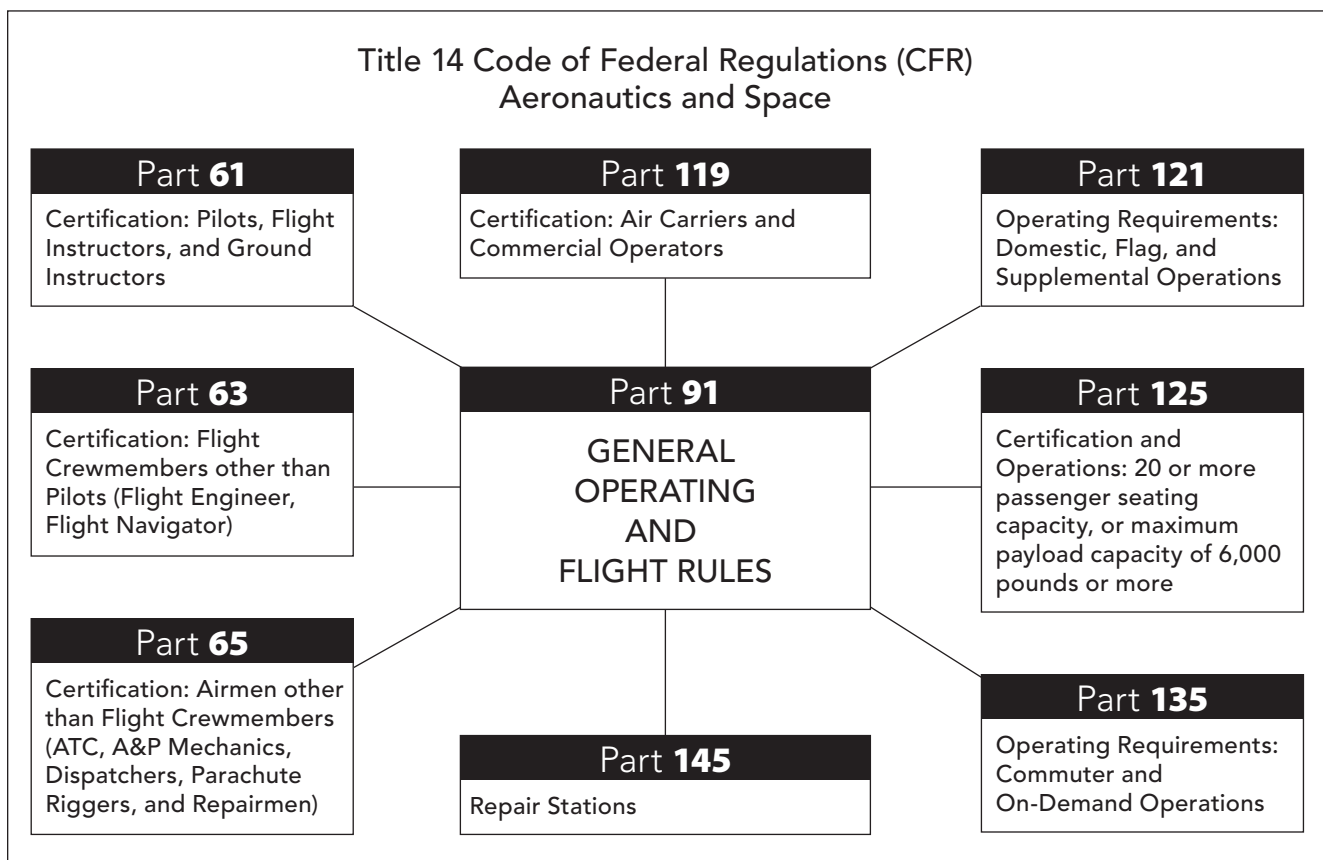 Title 14 Code of Federal Regulations (CFR)
Aeronautics and Space
Part 61
Certification: Pilots, Flight
Instructors, and Ground
Instructors
Part 119
Certification: Air Carriers and
Commercial Operators
Part 121
Operating Requirements:
Domestic, Flag, and
Supplemental Operations
Part 63
Certification: Flight
Crewmembers other than
Pilots (Flight Engineer,
Flight Navigator)
Part 91
GENERAL
OPERATING
AND
FLIGHT RULES
Part 125
Certification and
Operations: 20 or more
passenger seating
capacity, or maximum
payload capacity of 6,000
pounds or more
Part 65
Certification: Airmen other
than Flight Crewmembers
(ATC, A&P Mechanics,
Dispatchers, Parachute
Riggers, and Repairmen)
Part 145
Repair Stations
Part 135
Operating Requirements:
Commuter and
On-Demand Operations